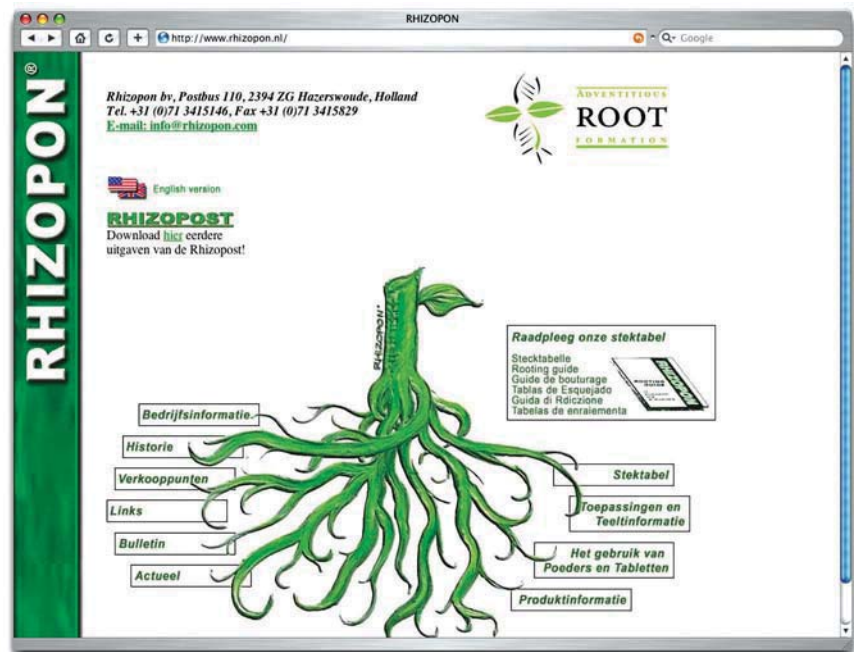 RHIZOPON
http://www.rhizopon.nl/
Google
RHIZOPON®
Rhizopon bv, Postbus 110, 2394 ZG Hazerswoude, Holland
Tel. +31 (0)71 3415146, Fax +31 (0)71 3415829
E-mail: info@rhizopon.com
ADVENTITIOUS
ROOT
FORMATION
English version
RHIZOPOST
Download hier eerdere
uitgaven van de Rhizopost!
RHIZOPON
Raadpleeg onze stektabel
Stecktabelle
Rooting guide
Guide de bouturage
Tablas de Esquejado
Guida di Rdiczione
Tabelas de enraiementa
ROOTING
GUIDE
RHIZOPON
Bedrijfsinformatie.
Historie
Verkooppunten
Links
Bulletin
Actueel
Stektabel
Toepassingen en
Teeltinformatie
Het gebruik van
Poeders en Tabletten
Produktinformatie